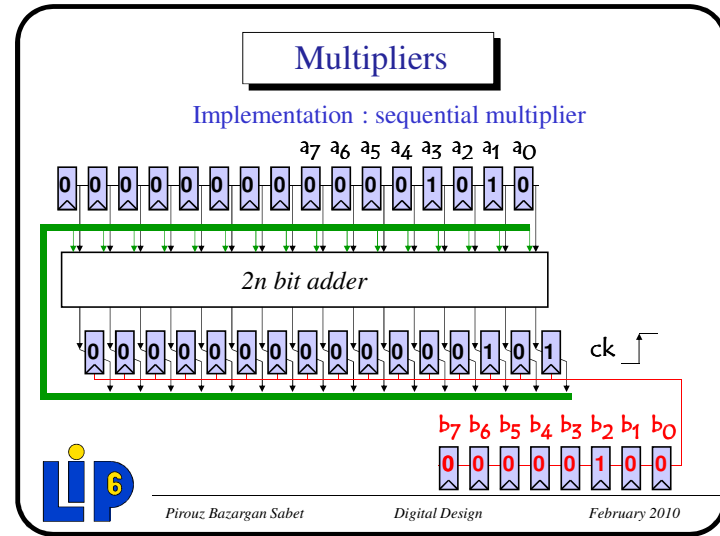 Multipliers
Implementation : sequential multiplier
a7 a6 a5 a4 a3 a2 a1 a0
0 0 0 0 0 0 0 0 0 0 0 0 1 0 1 0
2n bit adder
0 0 0 0 0 0 0 0 0 0 0 0 0 1 0 1
ck
b7 b6 b5 b4 b3 b2 b1 b0
0 0 0 0 0 1 0 0
LIP6
Pirouz Bazargan Sabet Digital Design February 2010